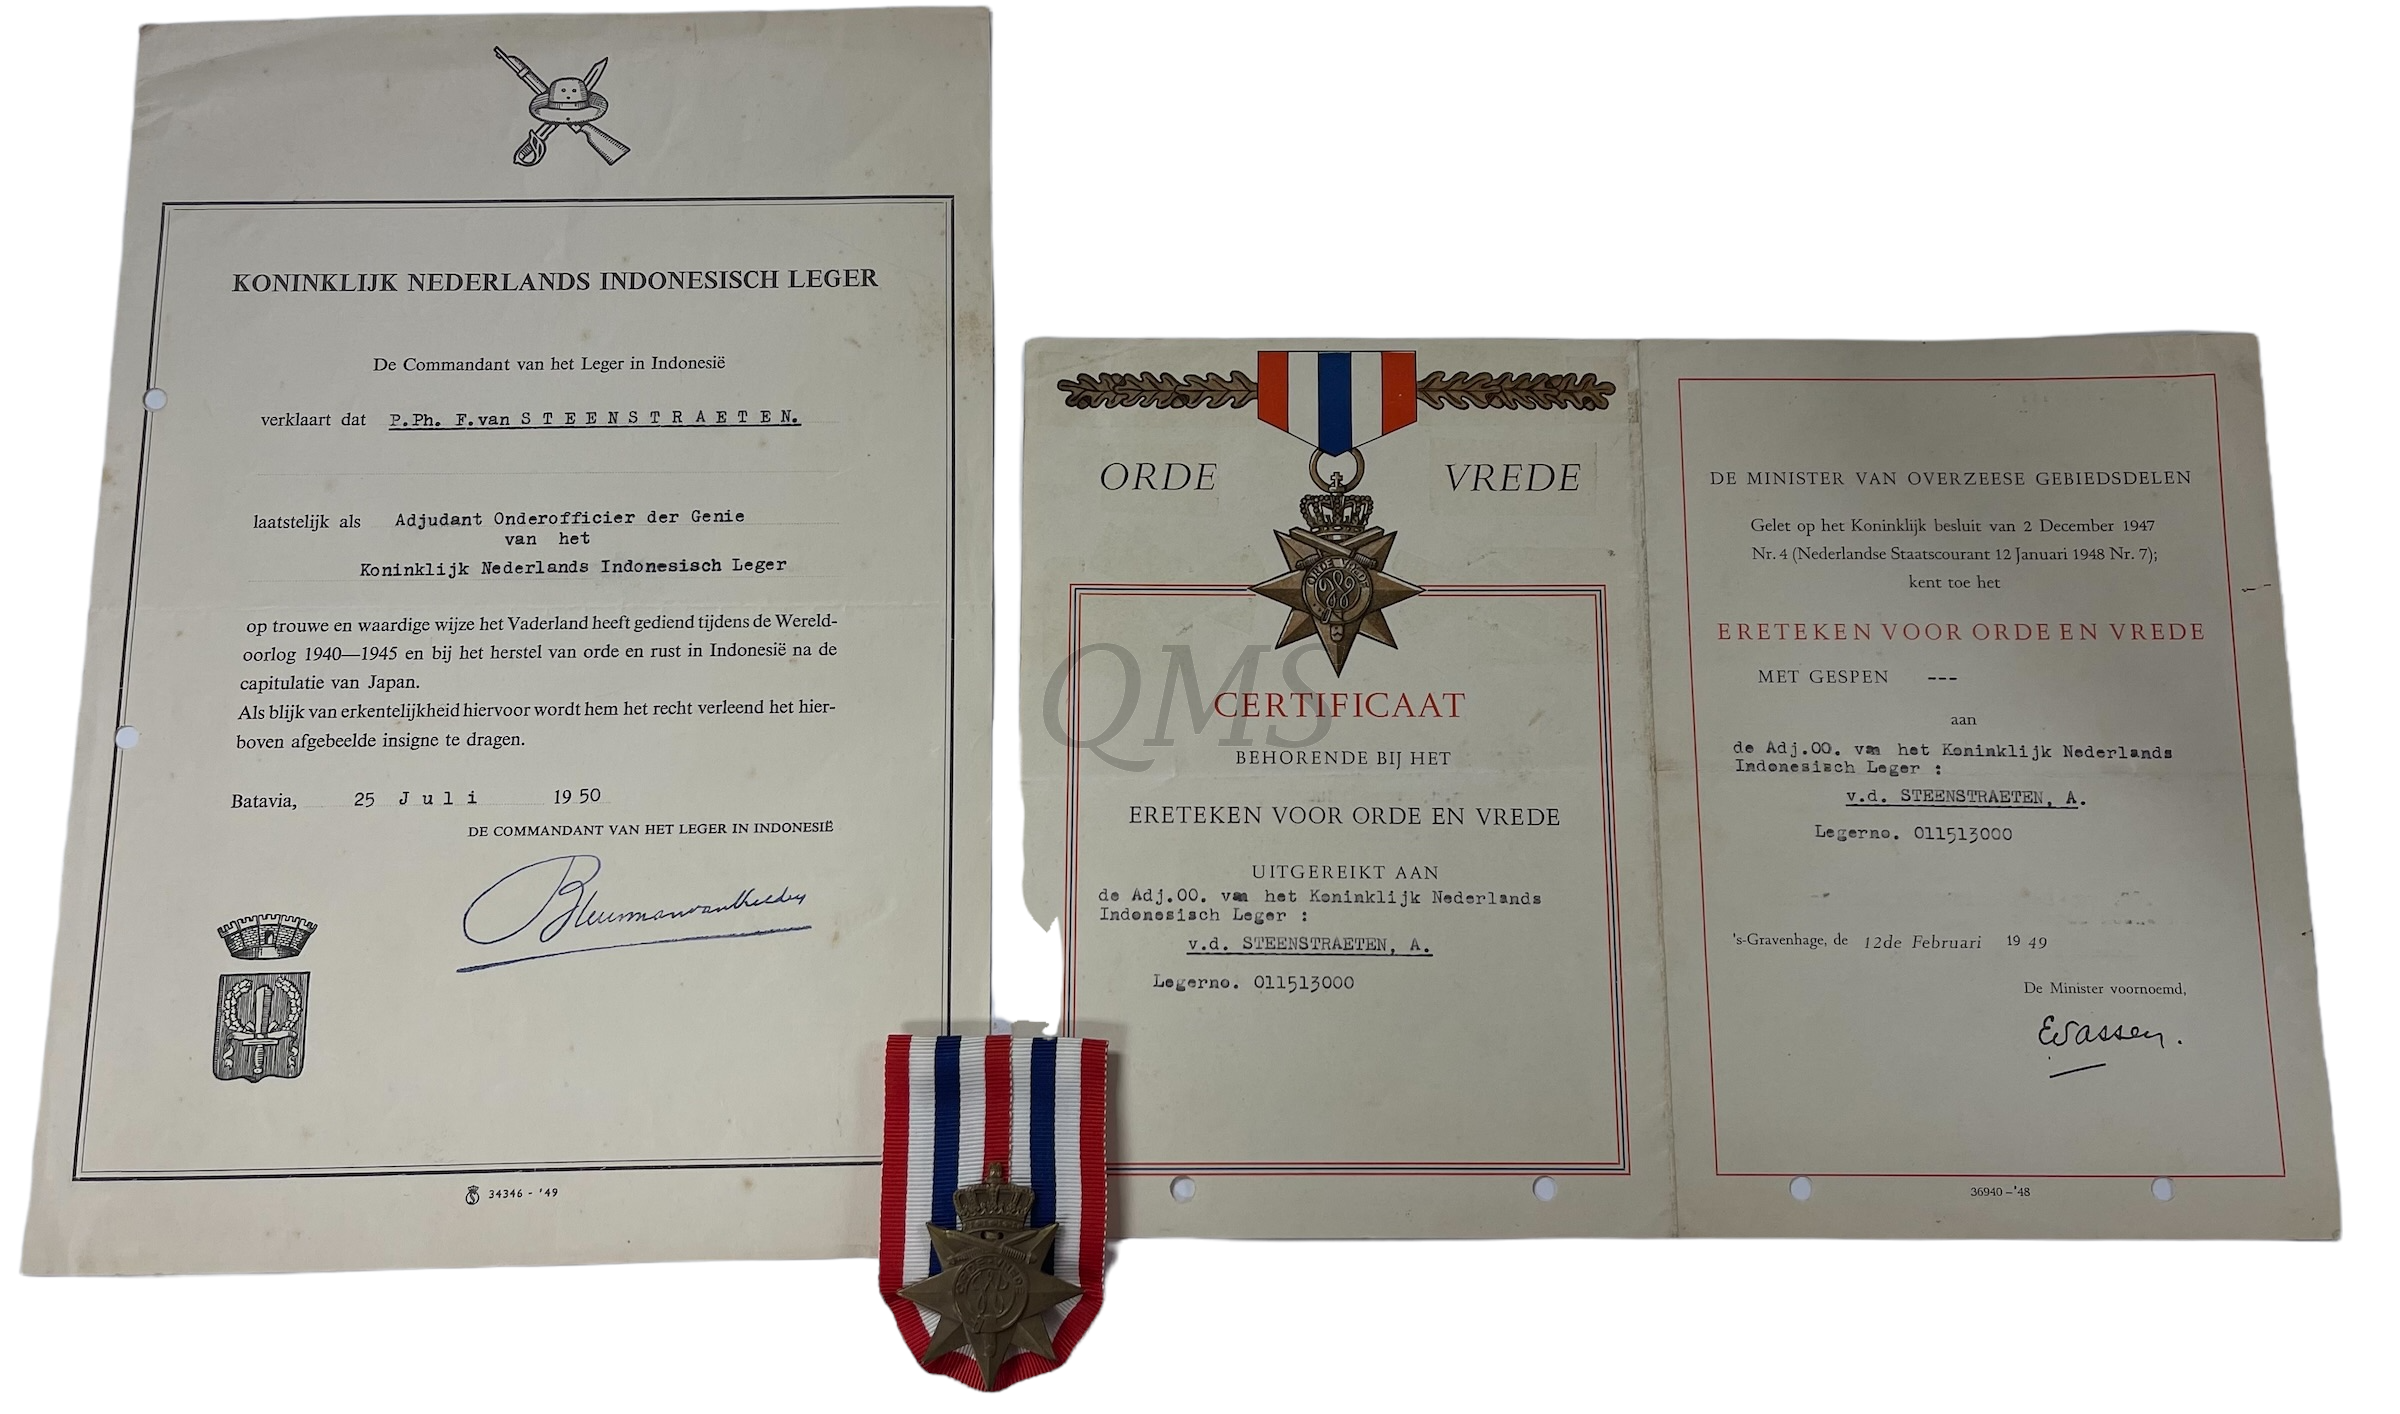 KONINKLIJK NEDERLANDS INDONESISCH LEGER
De Commandant van het Leger in Indonesië
verklaart dat P.Ph. F.van STEENSTRAETEN.
laatstelijk als Adjudant Onderofficier der Genie
van het
Koninklijk Nederlands Indonesisch Leger
op trouwe en waardige wijze het Vaderland heeft gediend tijdens de Wereld-
oorlog 1940—1945 en bij het herstel van orde en rust in Indonesië na de
capitulatie van Japan.
Als blijk van erkentelijkheid hiervoor wordt hem het recht verleend het hier-
boven afgebeelde insigne te dragen.
Batavia, 25 Juli 1950
DE COMMANDANT VAN HET LEGER IN INDONESIË
34346 - '49
ORDE VREDE
ORDE VREDE
CERTIFICAAT
BEHORENDE BIJ HET
ERETEKEN VOOR ORDE EN VREDE
UITGEREIKT AAN
de Adj.OO. van het Koninklijk Nederlands
Indonesisch Leger :
v.d. STEENSTRAETEN, A.
Legerno. 011513000
DE MINISTER VAN OVERZEESE GEBIEDSDELEN
Gelet op het Koninklijk besluit van 2 December 1947
Nr. 4 (Nederlandse Staatscourant 12 Januari 1948 Nr. 7);
kent toe het
ERETEKEN VOOR ORDE EN VREDE
MET GESPEN ---
aan
de Adj.OO. van het Koninklijk Nederlands
Indonesisch Leger :
v.d. STEENSTRAETEN, A.
Legerno. 011513000
's-Gravenhage, de 12de Februari 1949
De Minister voornoemd,
36940 – '48
QMS